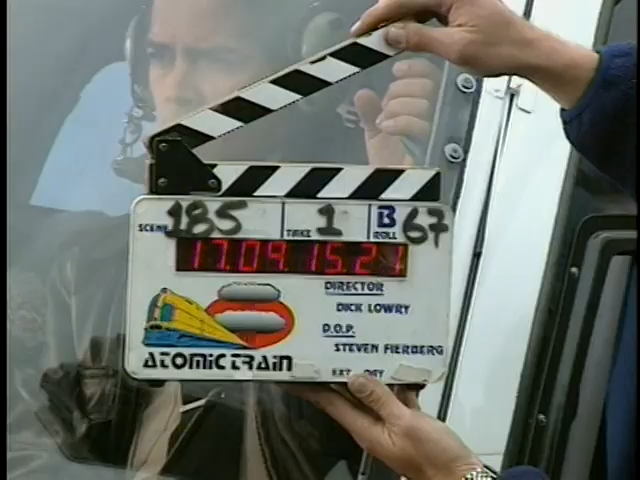 SCENE 185 TAKE 1 B ROLL 67
17.09.15.21
DIRECTOR
DICK LOWRY
D.O.P.
STEVEN FIERBERG
ATOMIC TRAIN
EXT DAY